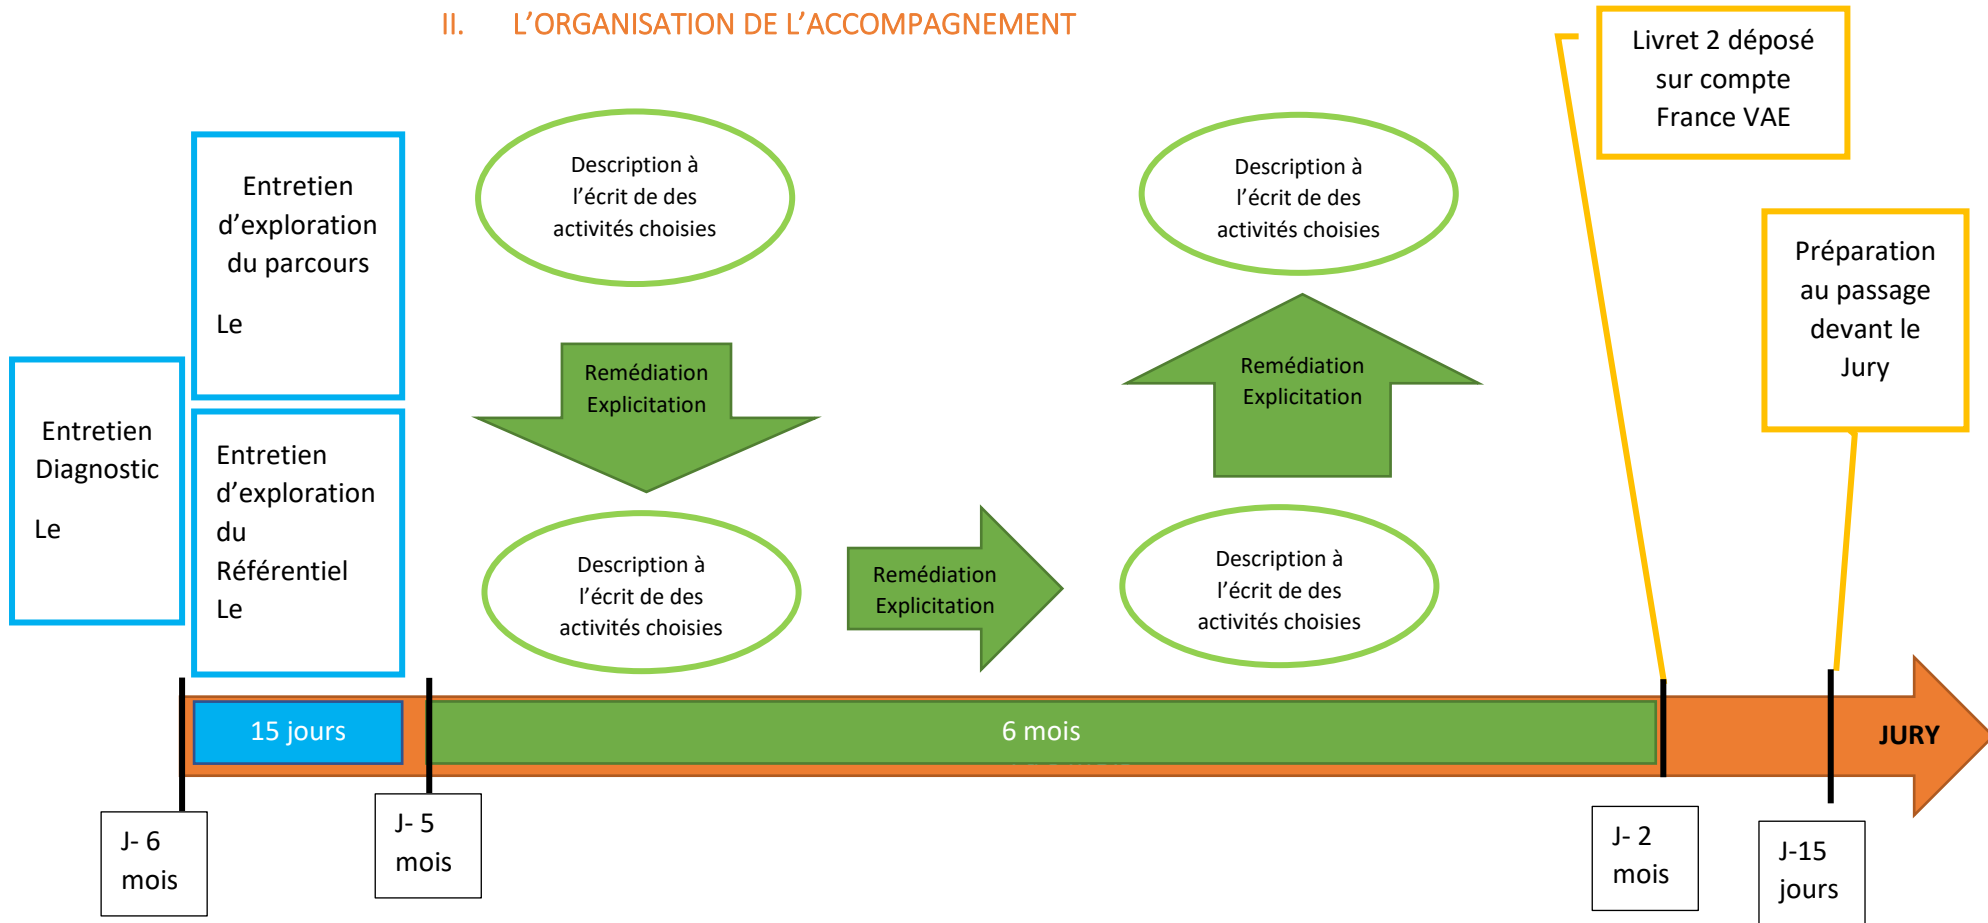 II. L’ORGANISATION DE L’ACCOMPAGNEMENT
Livret 2 déposé
sur compte
France VAE
Entretien
d’exploration
du parcours
Le
Description à
l’écrit de des
activités choisies
Description à
l’écrit de des
activités choisies
Préparation
au passage
devant le
Jury
Remédiation
Explicitation
Remédiation
Explicitation
Entretien
Diagnostic
Le
Entretien
d’exploration
du
Référentiel
Le
Description à
l’écrit de des
activités choisies
Remédiation
Explicitation
Description à
l’écrit de des
activités choisies
15 jours
6 mois
JURY
J- 6
mois
J- 5
mois
J- 2
mois
J-15
jours